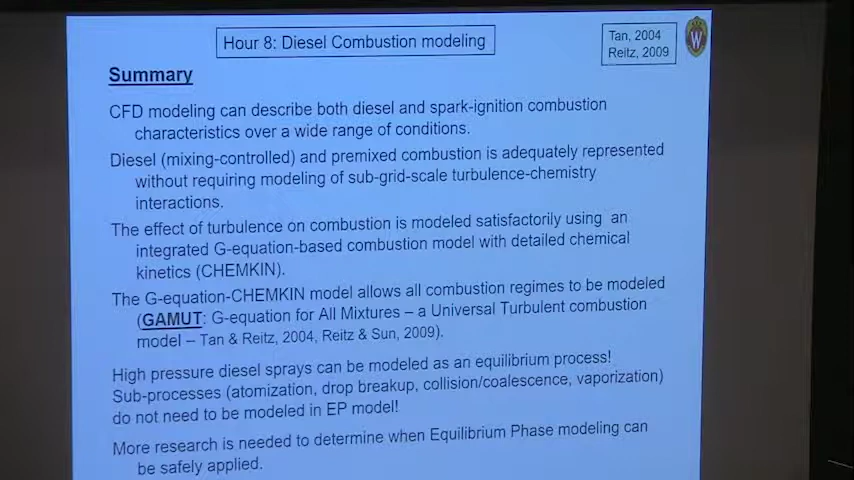 Hour 8: Diesel Combustion modeling
Tan, 2004
Reitz, 2009
Summary
CFD modeling can describe both diesel and spark-ignition combustion
characteristics over a wide range of conditions.
Diesel (mixing-controlled) and premixed combustion is adequately represented
without requiring modeling of sub-grid-scale turbulence-chemistry
interactions.
The effect of turbulence on combustion is modeled satisfactorily using an
integrated G-equation-based combustion model with detailed chemical
kinetics (CHEMKIN).
The G-equation-CHEMKIN model allows all combustion regimes to be modeled
(GAMUT: G-equation for All Mixtures – a Universal Turbulent combustion
model – Tan & Reitz, 2004, Reitz & Sun, 2009).
High pressure diesel sprays can be modeled as an equilibrium process!
Sub-processes (atomization, drop breakup, collision/coalescence, vaporization)
do not need to be modeled in EP model!
More research is needed to determine when Equilibrium Phase modeling can
be safely applied.